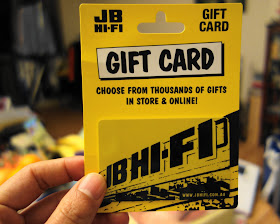 JB HI-FI
GIFT CARD
GIFT CARD
CHOOSE FROM THOUSANDS OF GIFTS
IN STORE & ONLINE!
JB HI-FI
www.jbhifi.com.au